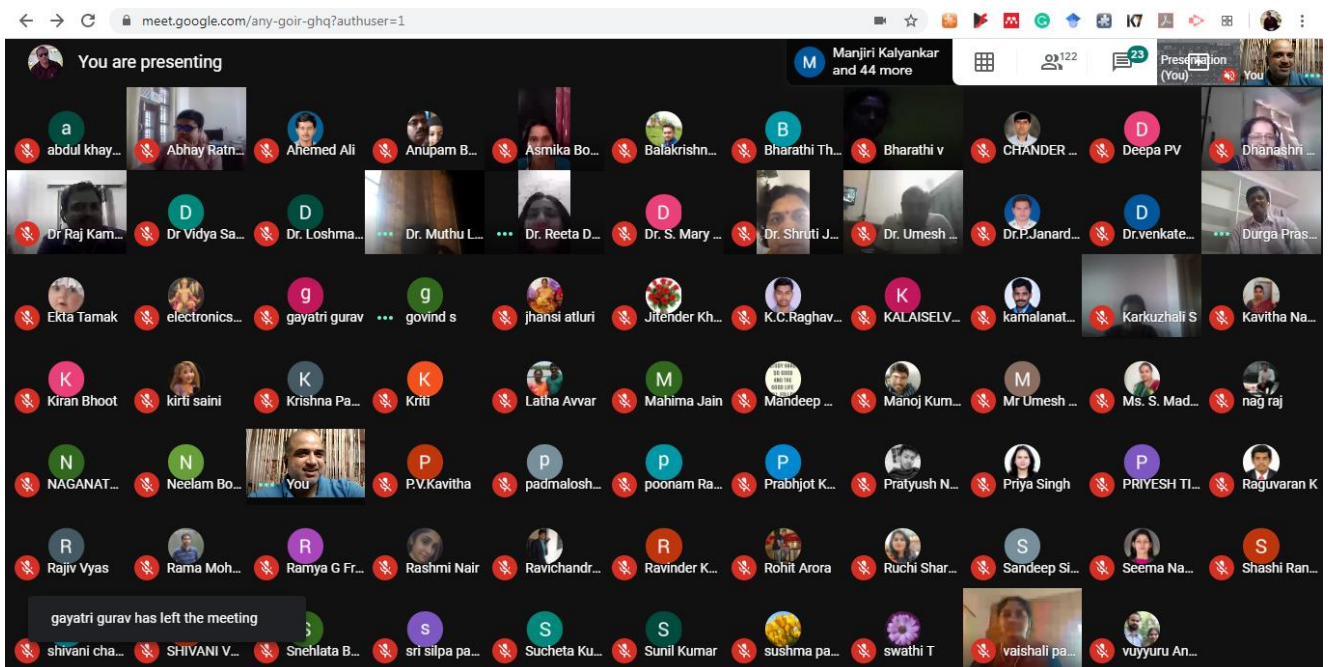 meet.google.com/any-goir-ghq?authuser=1
You are presenting
M Manjiri Kalyankar
and 44 more
122
23
Presentation
(You)
You
a B D
abdul khay... Abhay Ratn... Ahemed Ali Anupam B... Asmika Bo... Balakrishn... Bharathi Th... Bharathi v CHANDER ... Deepa PV Dhanashri ...
D D D D
Dr Raj Kam... Dr Vidya Sa... Dr. Loshma... Dr. Muthu L... Dr. Reeta D... Dr. S. Mary ... Dr. Shruti J... Dr. Umesh ... Dr.P.Janard... Dr.venkate... Durga Pras...
g g K
Ekta Tamak electronics... gayatri gurav govind s jhansi atluri Jitender Kh... K.C.Raghav... KALAISELV... kamalanat... Karkuzhali S Kavitha Na...
K K K M M
Kiran Bhoot kirti saini Krishna Pa... Kriti Latha Avvar Mahima Jain Mandeep ... Manoj Kum... Mr Umesh ... Ms. S. Mad... nag raj
N N P p p P P
NAGANAT... Neelam Bo... You P.V.Kavitha padmalosh... poonam Ra... Prabhjot K... Pratyush N... Priya Singh PRIYESH TI... Raguvaran K
R R R S S
Rajiv Vyas Rama Moh... Ramya G Fr... Rashmi Nair Ravichandr... Ravinder K... Rohit Arora Ruchi Shar... Sandeep Si... Seema Na... Shashi Ran...
gayatri gurav has left the meeting
s S S
shivani cha... SHIVANI V... Snehlata B... sri silpa pa... Sucheta Ku... Sunil Kumar sushma pa... swathi T vaishali pa... vuyyuru An...